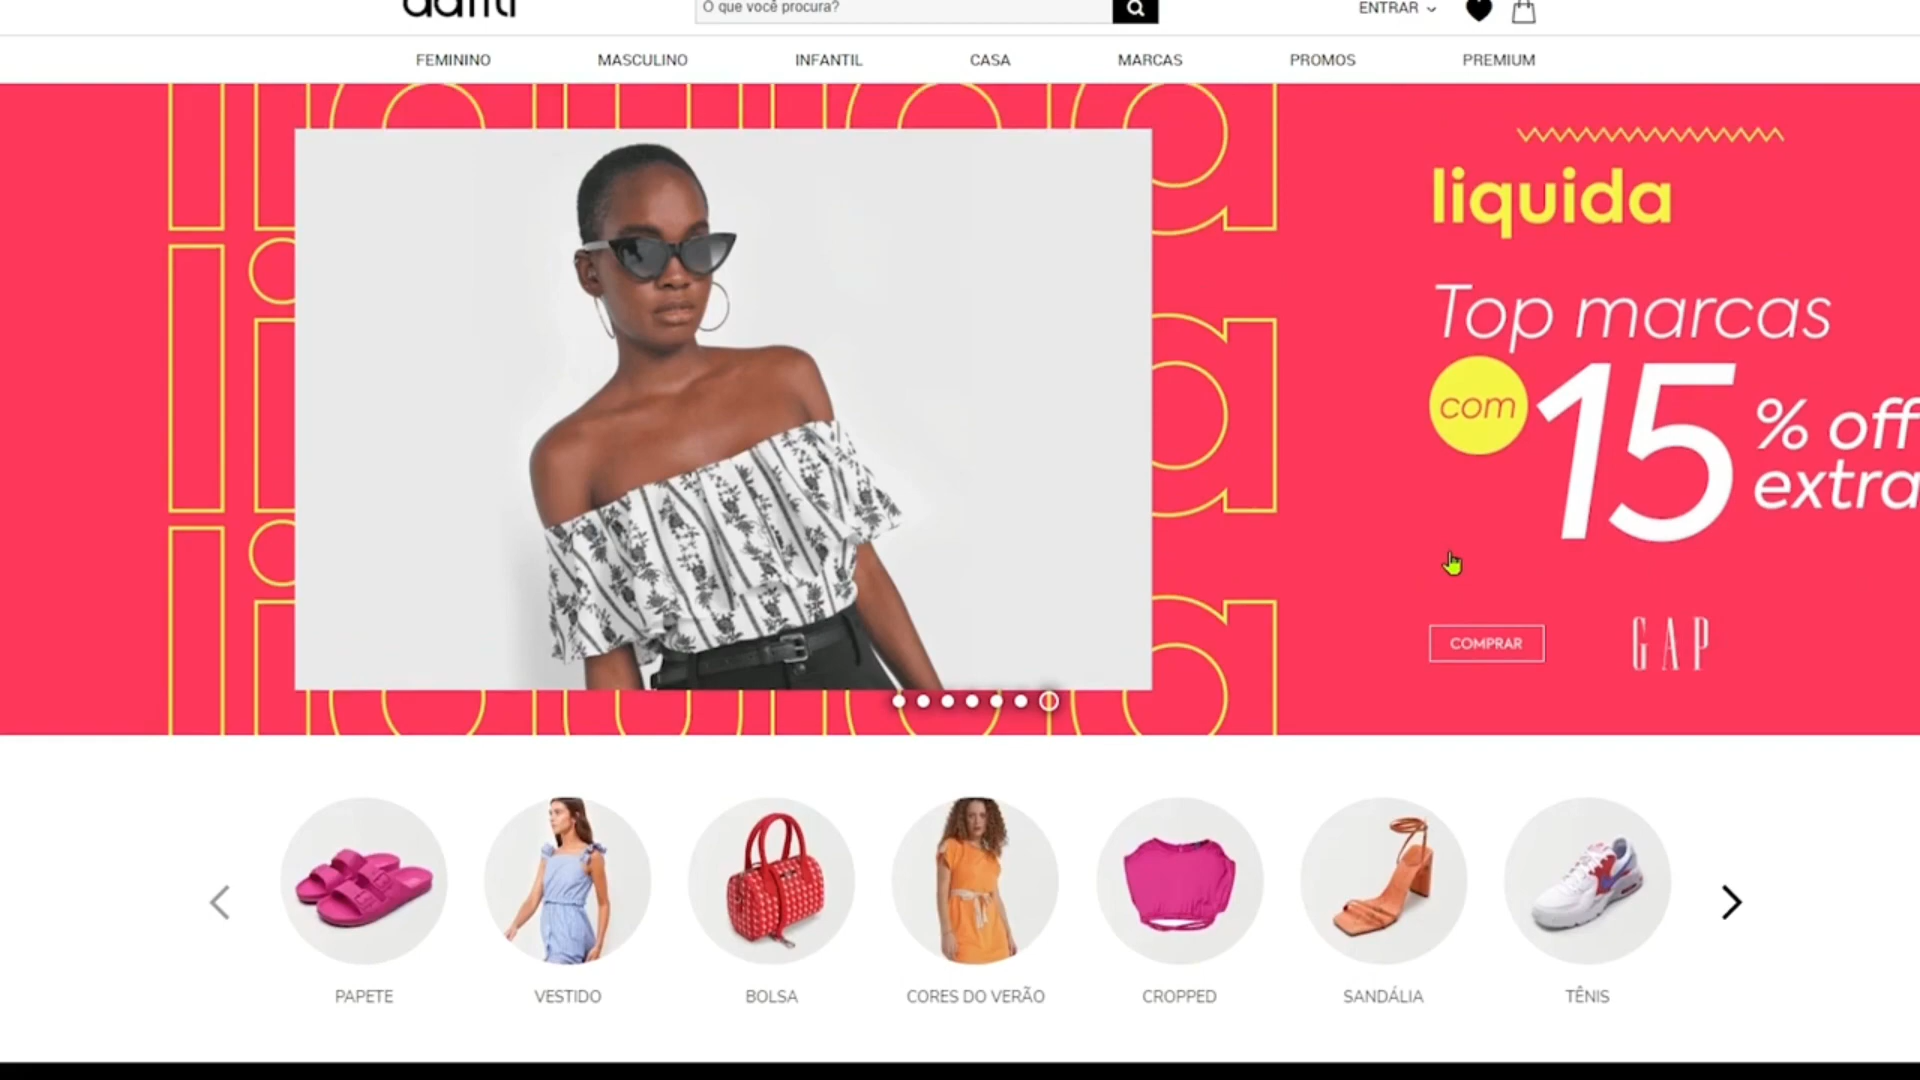 dafiti
O que você procura?
ENTRAR
FEMININO MASCULINO INFANTIL CASA MARCAS PROMOS PREMIUM
liquida
Top marcas
com 15 % off
extra
COMPRAR
GAP
PAPETE VESTIDO BOLSA CORES DO VERÃO CROPPED SANDÁLIA TÊNIS